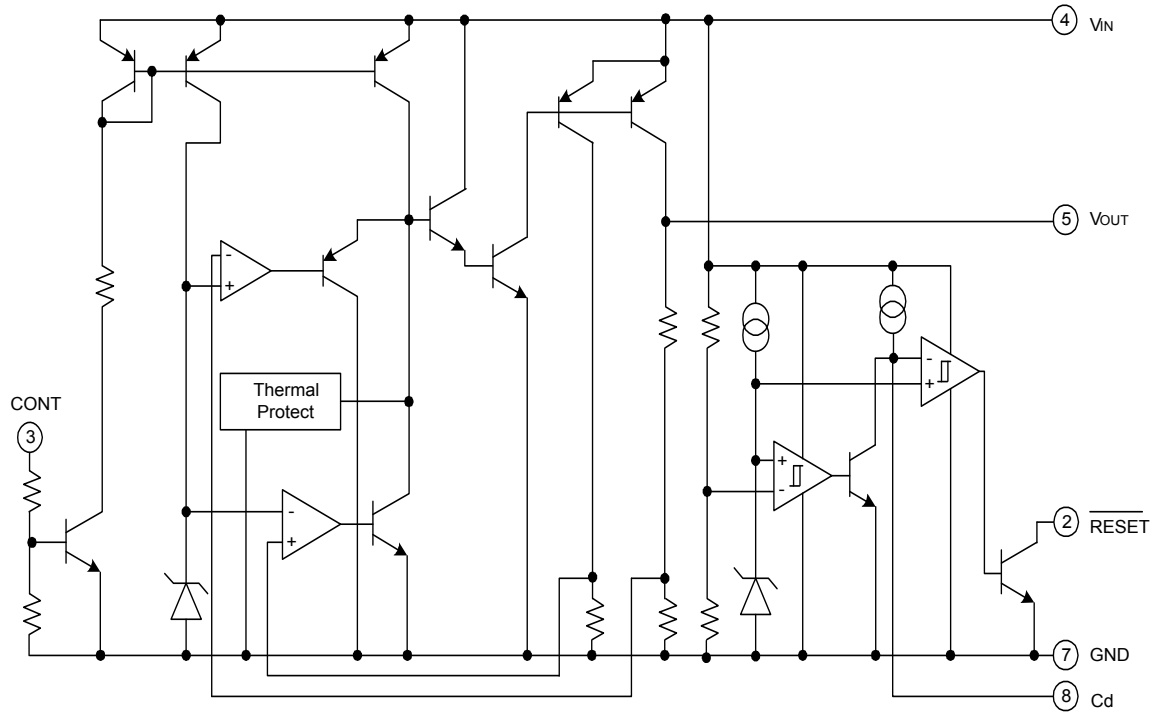 4 VIN
5 VOUT
-
+
Thermal
Protect
CONT
3
-
+
+
-
-
+
2 RESET
7 GND
8 Cd